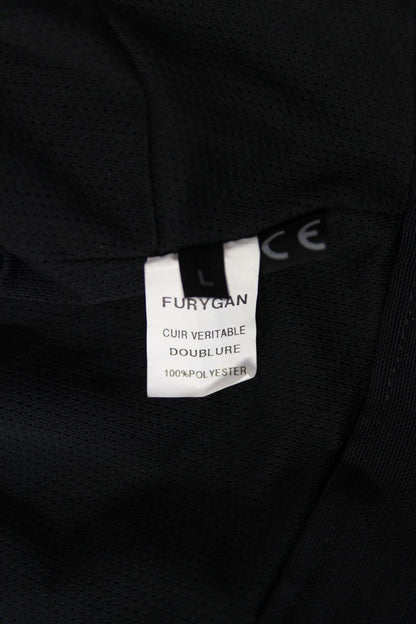 L
CE
FURYGAN
CUIR VERITABLE
DOUBLURE
100%POLYESTER